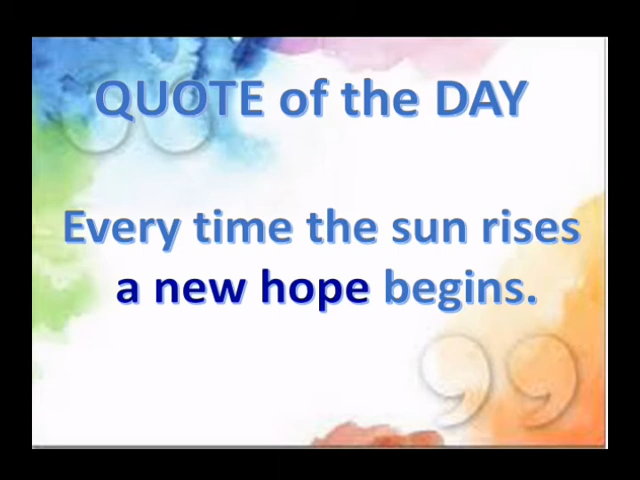 QUOTE of the DAY
Every time the sun rises
a new hope begins.